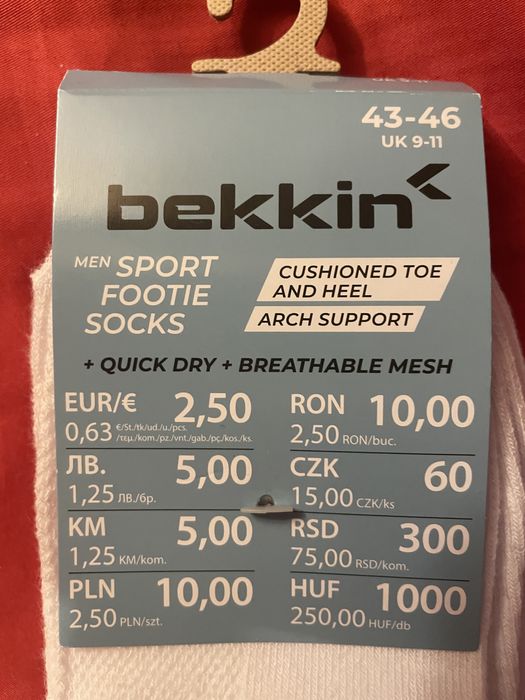 43-46
UK 9-11
bekkin
MEN SPORT
FOOTIE
SOCKS
CUSHIONED TOE
AND HEEL
ARCH SUPPORT
+ QUICK DRY + BREATHABLE MESH
EUR/€ 2,50
0,63 €/St./tk/ud./u./pcs.
/τεμ./kom./pz./vnt./gab./pç./kos./ks
RON 10,00
2,50 RON/buc.
ЛВ. 5,00
1,25 ЛВ./бр.
CZK 60
15,00 CZK/ks
KM 5,00
1,25 KM/kom.
RSD 300
75,00 RSD/kom.
PLN 10,00
2,50 PLN/szt.
HUF 1000
250,00 HUF/db